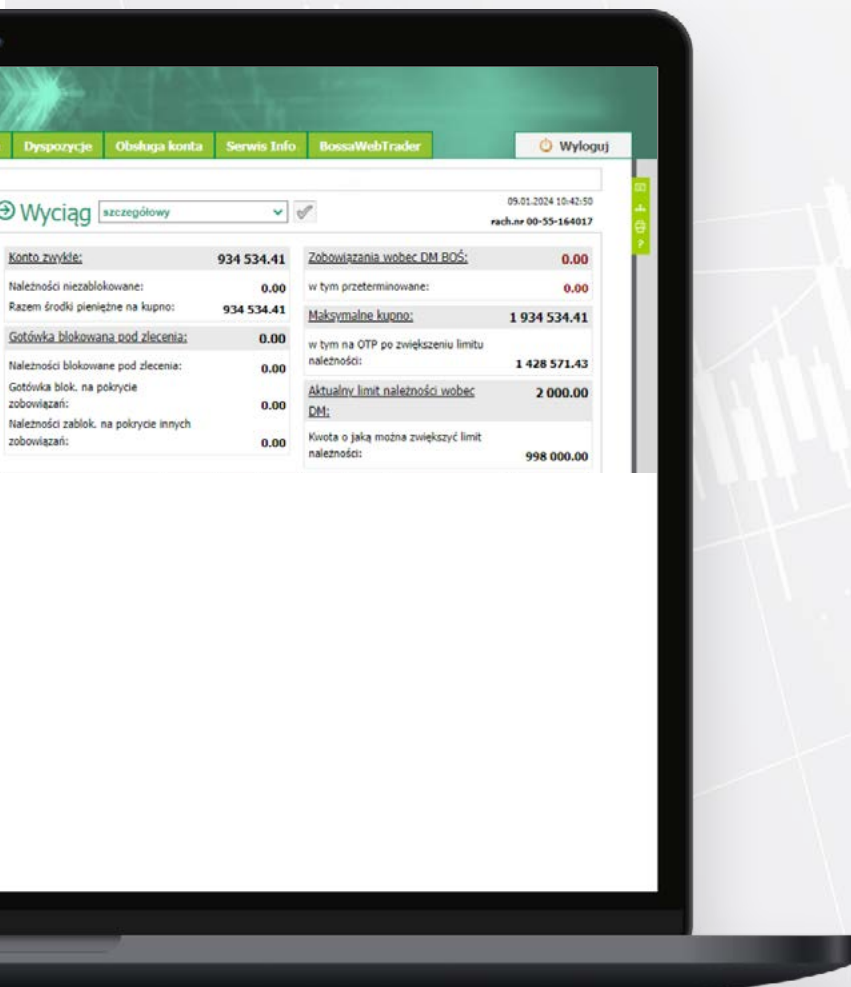 Dyspozycje Obsługa konta Serwis Info BossaWebTrader Wyloguj
Wyciąg szczegółowy
09.01.2024 10:42:50
rach.nr 00-55-164017
Konto zwykłe: 934 534.41
Należności niezablokowane: 0.00
Razem środki pieniężne na kupno: 934 534.41
Gotówka blokowana pod zlecenia: 0.00
Należności blokowane pod zlecenia: 0.00
Gotówka blok. na pokrycie
zobowiązań: 0.00
Należności zablok. na pokrycie innych
zobowiązań: 0.00
Zobowiązania wobec DM BOŚ: 0.00
w tym przeterminowane: 0.00
Maksymalne kupno: 1 934 534.41
w tym na OTP po zwiększeniu limitu
należności: 1 428 571.43
Aktualny limit należności wobec 2 000.00
DM:
Kwota o jaką można zwiększyć limit
należności: 998 000.00
?